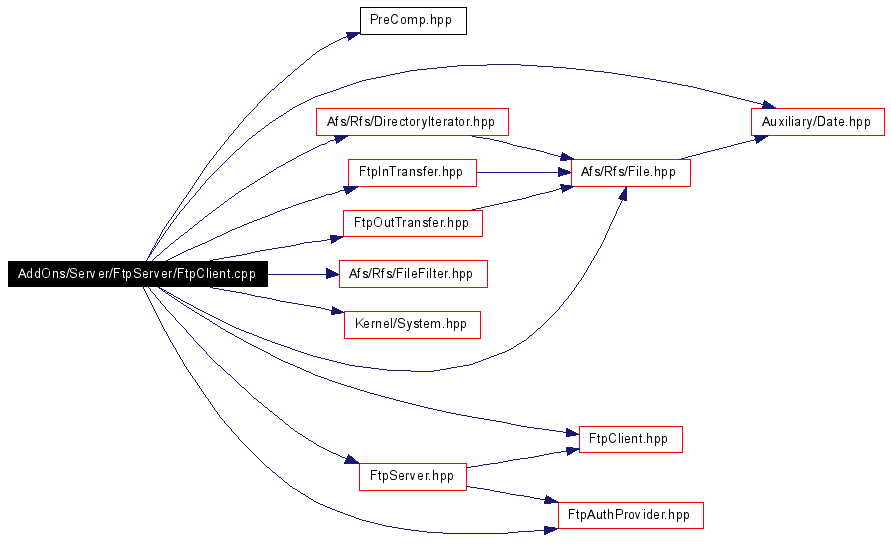 PreComp.hpp
Afs/Rfs/DirectoryIterator.hpp
Auxiliary/Date.hpp
FtpInTransfer.hpp
Afs/Rfs/File.hpp
FtpOutTransfer.hpp
AddOns/Server/FtpServer/FtpClient.cpp
Afs/Rfs/FileFilter.hpp
Kernel/System.hpp
FtpClient.hpp
FtpServer.hpp
FtpAuthProvider.hpp